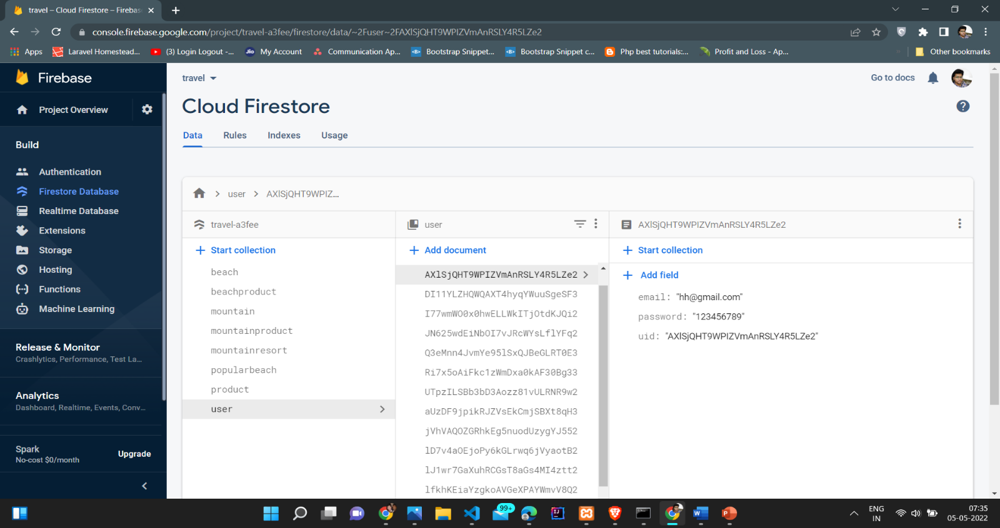 travel – Cloud Firestore – Firebas
console.firebase.google.com/project/travel-a3fee/firestore/data/~2Fuser~2FAXlSjQHT9WPIZVmAnRSLY4R5LZe2
Apps Laravel Homestead... (3) Login Logout -... Jio My Account Communication Ap... Bootstrap Snippet... Bootstrap Snippet c... Php best tutorials:... Profit and Loss - Ap... Other bookmarks
Firebase
Project Overview
Build
Authentication
Firestore Database
Realtime Database
Extensions
Storage
Hosting
Functions
Machine Learning
Release & Monitor
Crashlytics, Performance, Test La...
Analytics
Dashboard, Realtime, Events, Conv...
Spark
No-cost $0/month
Upgrade
travel
Go to docs
Cloud Firestore
Data Rules Indexes Usage
user AXlSjQHT9WPIZ...
travel-a3fee
Start collection
beach
beachproduct
mountain
mountainproduct
mountainresort
popularbeach
product
user
user
Add document
AXlSjQHT9WPIZVmAnRSLY4R5LZe2
DI11YLZHQWQAXT4hyqYWuuSgeSF3
I77wmWO0x0hwELLWkITjOtdKJQi2
JN625wdEiNbOI7vJRcWYsLflYFq2
Q3eMnn4JvmYe95lSxQJBeGLRT0E3
Ri7x5oAiFkc1zWmDxa0kAF30Bg33
UTpzILSBb3bD3Aozz81vULRNR9w2
aUzDF9jpikRJZVsEkCmjSBXt8qH3
jVhVAQOZGRhkEg5nuodUzygYJ552
lD7v4aOEjoPy6kGLrwq6jVyaotB2
lJ1wr7GaXuhRCGsT8aGs4MI4ztt2
lfkhKEiaYzgkoAVGeXPAYWmvV8Q2
AXlSjQHT9WPIZVmAnRSLY4R5LZe2
Start collection
Add field
email: "hh@gmail.com"
password: "123456789"
uid: "AXlSjQHT9WPIZVmAnRSLY4R5LZe2"
99+
ENG
IN
07:35
05-05-2022